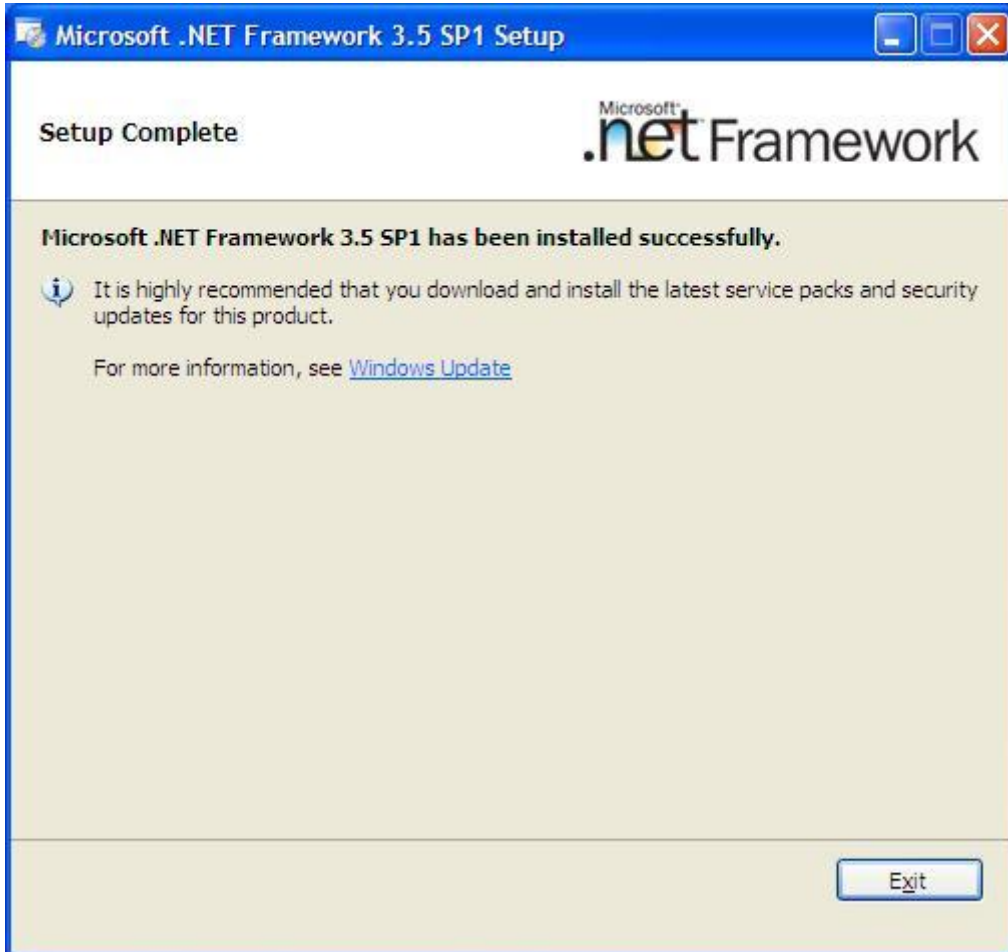 Microsoft .NET Framework 3.5 SP1 Setup
Setup Complete
Microsoft
.net Framework
Microsoft .NET Framework 3.5 SP1 has been installed successfully.
It is highly recommended that you download and install the latest service packs and security
updates for this product.
For more information, see Windows Update
Exit